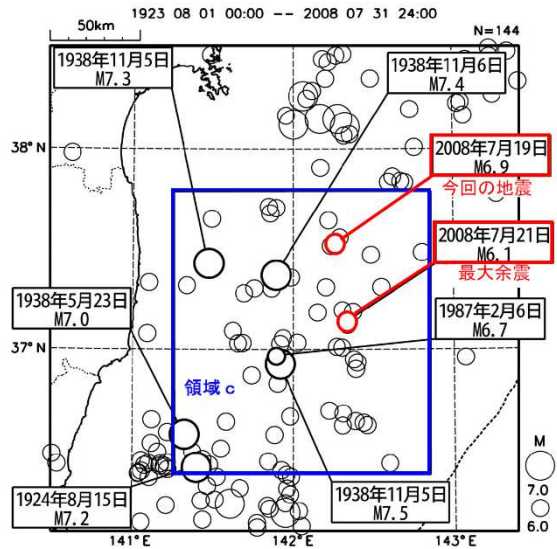 1923 08 01 00:00 -- 2008 07 31 24:00
50km
N=144
1938年11月5日
M7.3
1938年11月6日
M7.4
38°N
2008年7月19日
M6.9
今回の地震
2008年7月21日
M6.1
最大余震
1938年5月23日
M7.0
1987年2月6日
M6.7
37°N
領域c
M
7.0
6.0
1924年8月15日
M7.2
1938年11月5日
M7.5
141°E
142°E
143°E